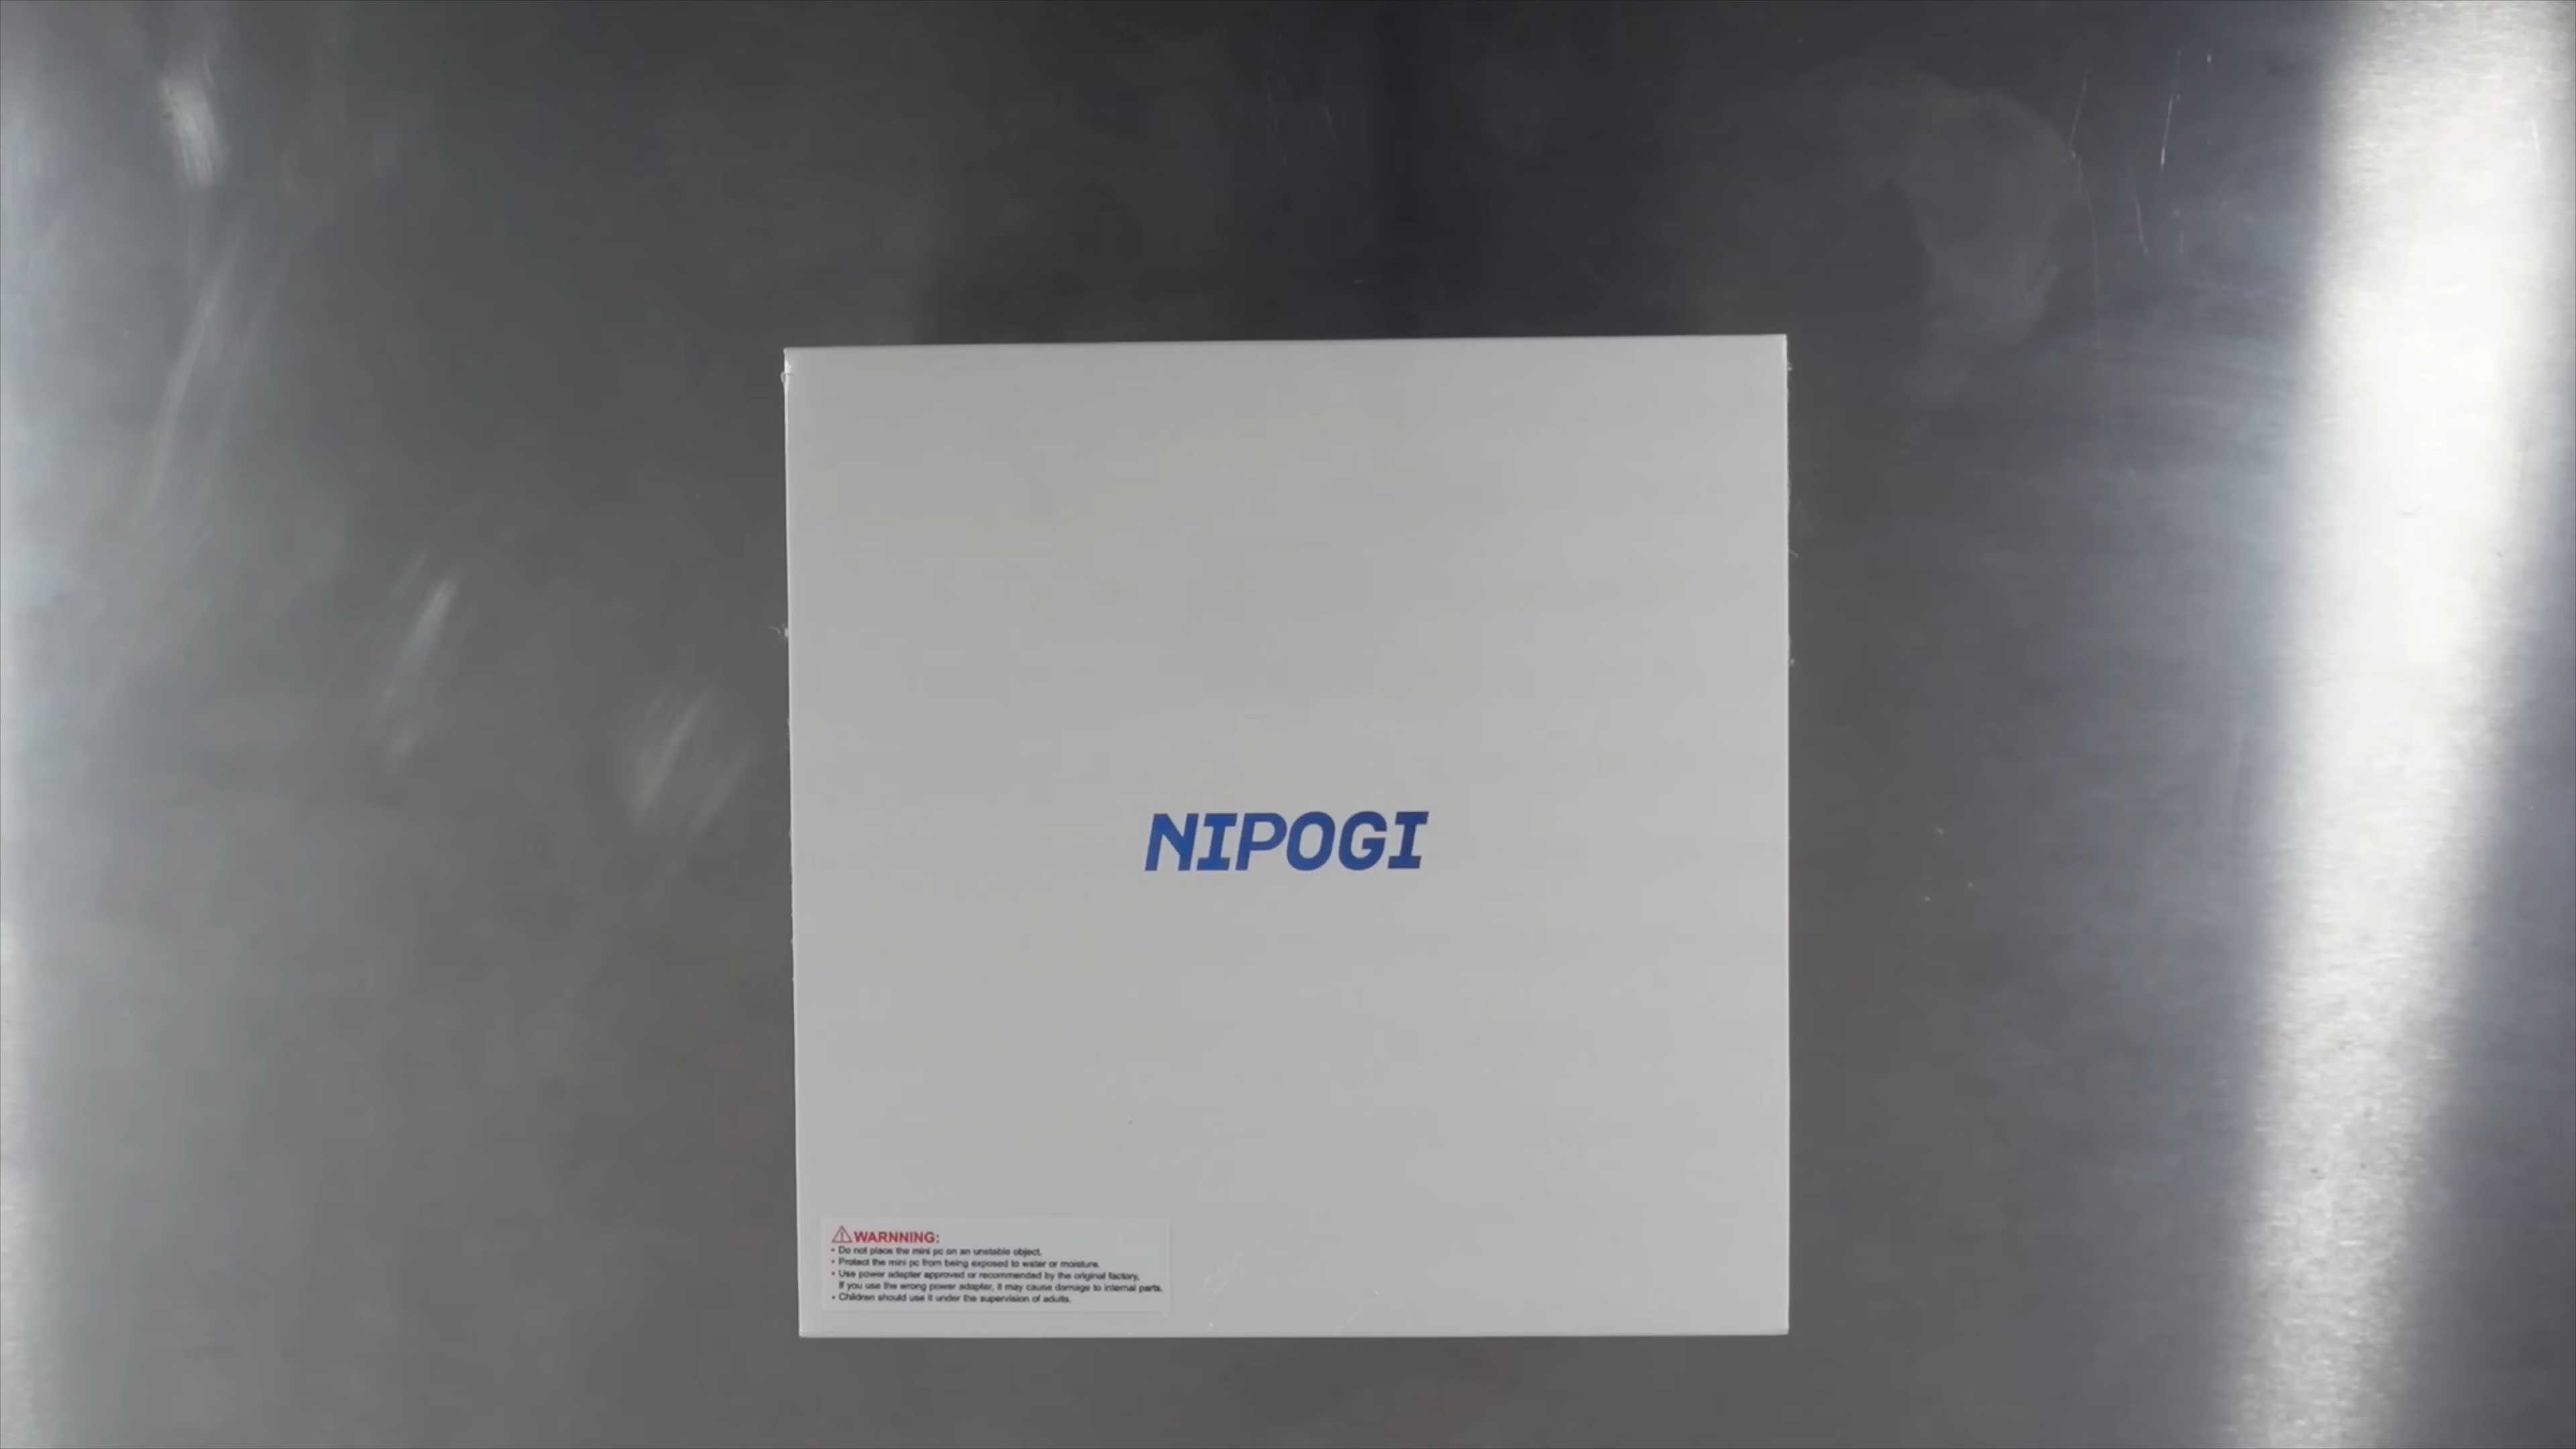 NIPOGI
WARNNING:
• Do not place the mini pc on an unstable object.
• Protect the mini pc from being exposed to water or moisture.
• Use power adapter approved or recommended by the original factory,
If you use the wrong power adapter, it may cause damage to internal parts.
• Children should use it under the supervision of adults.